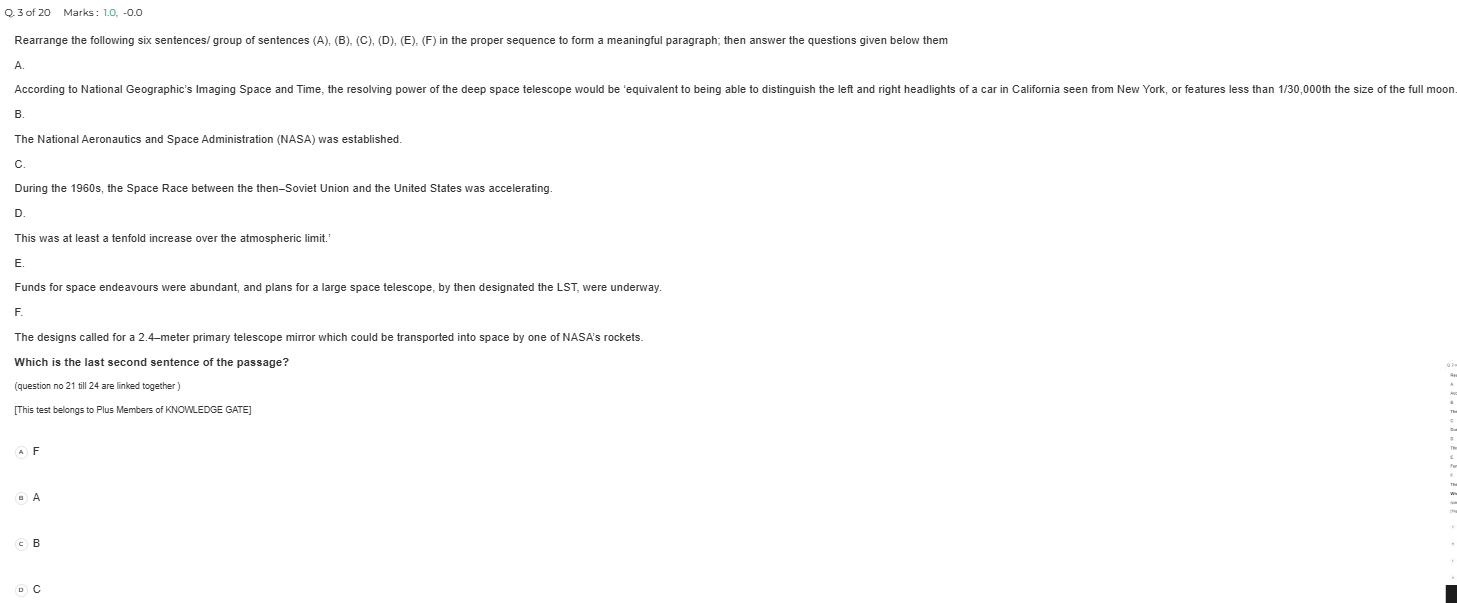 Q. 3 of 20 Marks : 1.0, -0.0
Rearrange the following six sentences/ group of sentences (A), (B), (C), (D), (E), (F) in the proper sequence to form a meaningful paragraph; then answer the questions given below them
A.
According to National Geographic's Imaging Space and Time, the resolving power of the deep space telescope would be 'equivalent to being able to distinguish the left and right headlights of a car in California seen from New York, or features less than 1/30,000th the size of the full moon.
B.
The National Aeronautics and Space Administration (NASA) was established.
C.
During the 1960s, the Space Race between the then–Soviet Union and the United States was accelerating.
D.
This was at least a tenfold increase over the atmospheric limit.'
E.
Funds for space endeavours were abundant, and plans for a large space telescope, by then designated the LST, were underway.
F.
The designs called for a 2.4–meter primary telescope mirror which could be transported into space by one of NASA's rockets.
Which is the last second sentence of the passage?
(question no 21 till 24 are linked together )
[This test belongs to Plus Members of KNOWLEDGE GATE]
A F
B A
C B
D C